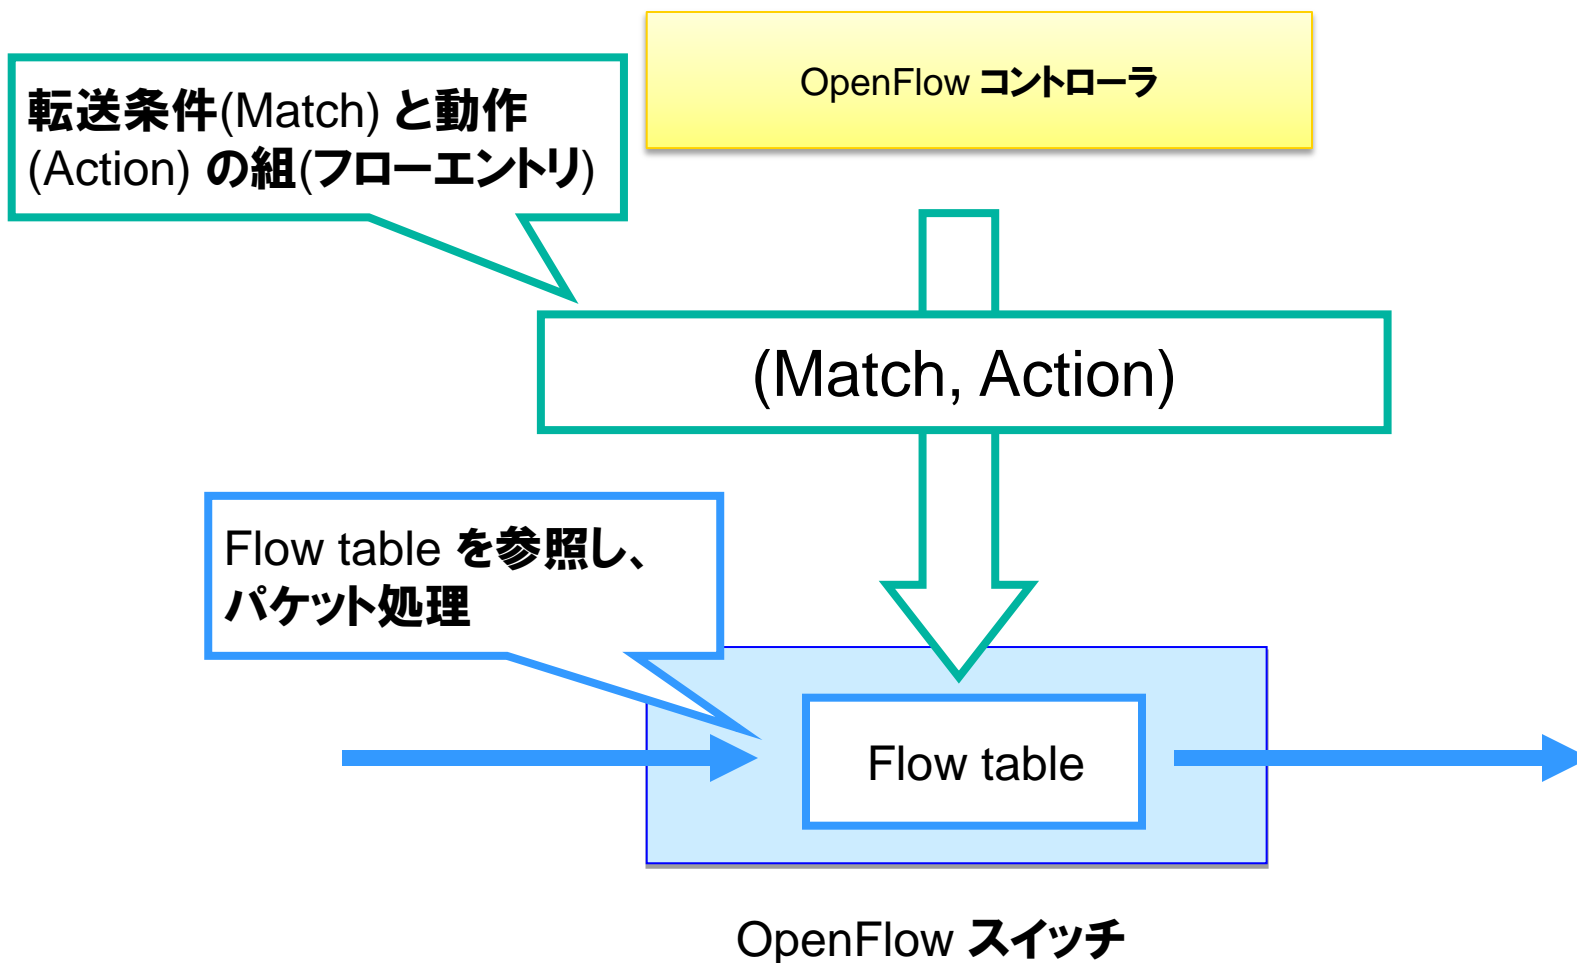 OpenFlow コントローラ
転送条件(Match) と動作
(Action) の組(フローエントリ)
(Match, Action)
Flow table を参照し、
パケット処理
Flow table
OpenFlow スイッチ